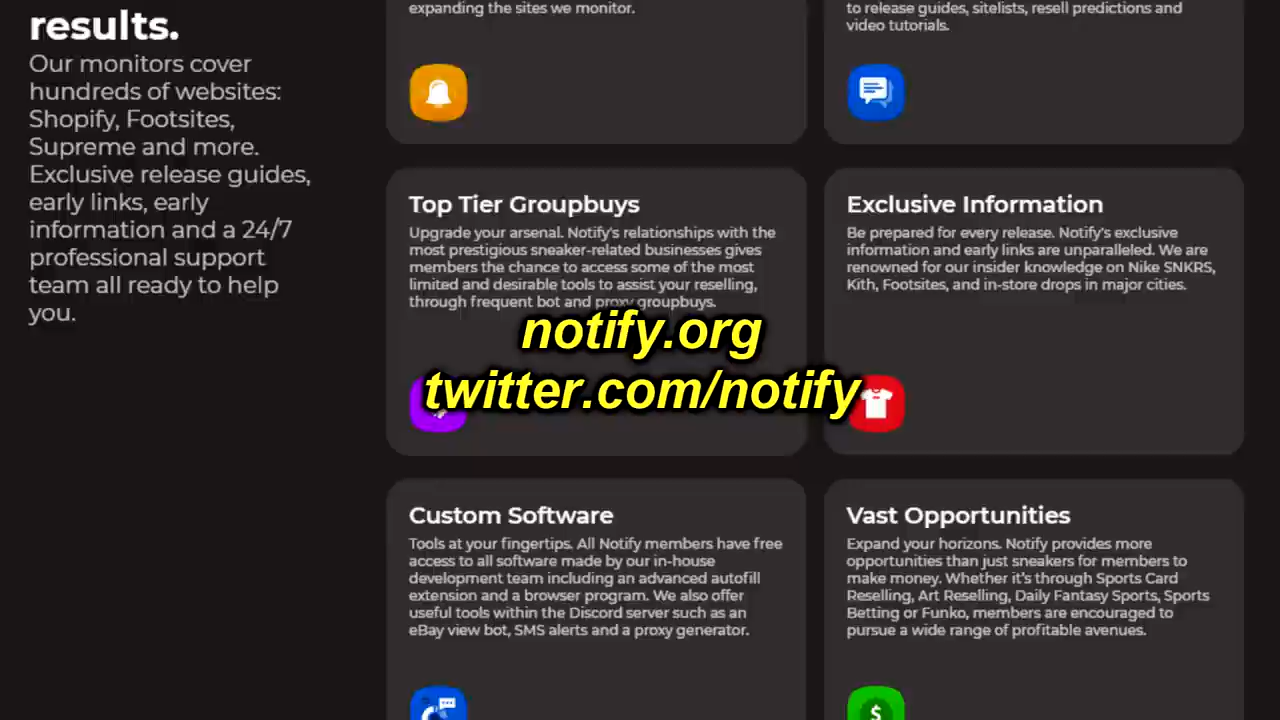 results.
Our monitors cover
hundreds of websites:
Shopify, Footsites,
Supreme and more.
Exclusive release guides,
early links, early
information and a 24/7
professional support
team all ready to help
you.
expanding the sites we monitor.
to release guides, sitelists, resell predictions and
video tutorials.
Top Tier Groupbuys
Upgrade your arsenal. Notify's relationships with the
most prestigious sneaker-related businesses gives
members the chance to access some of the most
limited and desirable tools to assist your reselling,
through frequent bot and proxy groupbuys.
Exclusive Information
Be prepared for every release. Notify's exclusive
information and early links are unparalleled. We are
renowned for our insider knowledge on Nike SNKRS,
Kith, Footsites, and in-store drops in major cities.
notify.org
twitter.com/notify
Custom Software
Tools at your fingertips. All Notify members have free
access to all software made by our in-house
development team including an advanced autofill
extension and a browser program. We also offer
useful tools within the Discord server such as an
eBay view bot, SMS alerts and a proxy generator.
Vast Opportunities
Expand your horizons. Notify provides more
opportunities than just sneakers for members to
make money. Whether it's through Sports Card
Reselling, Art Reselling, Daily Fantasy Sports, Sports
Betting or Funko, members are encouraged to
pursue a wide range of profitable avenues.